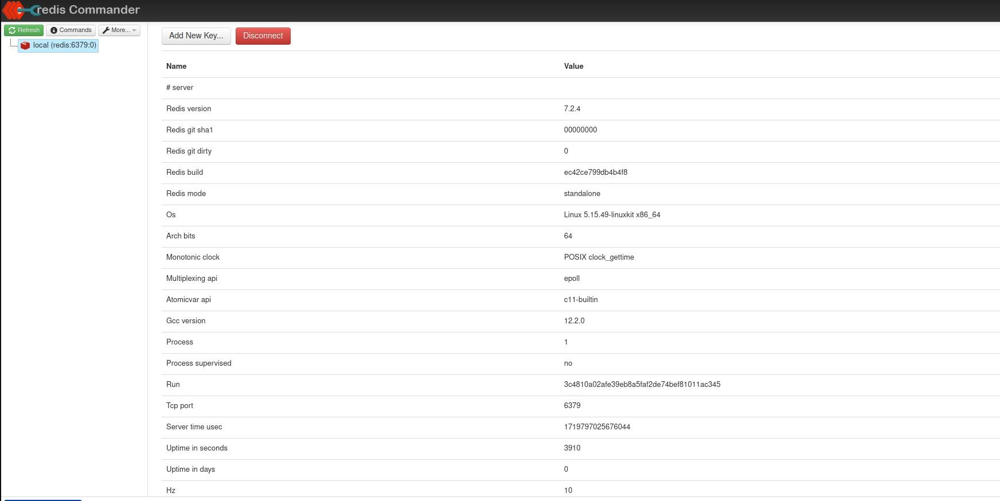 redis Commander
Refresh Commands More...
local (redis:6379:0)
Add New Key... Disconnect
Name Value
# server
Redis version 7.2.4
Redis git sha1 00000000
Redis git dirty 0
Redis build ec42ce799db4b4f8
Redis mode standalone
Os Linux 5.15.49-linuxkit x86_64
Arch bits 64
Monotonic clock POSIX clock_gettime
Multiplexing api epoll
Atomicvar api c11-builtin
Gcc version 12.2.0
Process 1
Process supervised no
Run 3c4810a02afe39eb8a5faf2de74bef81011ac345
Tcp port 6379
Server time usec 1719797025676044
Uptime in seconds 3910
Uptime in days 0
Hz 10